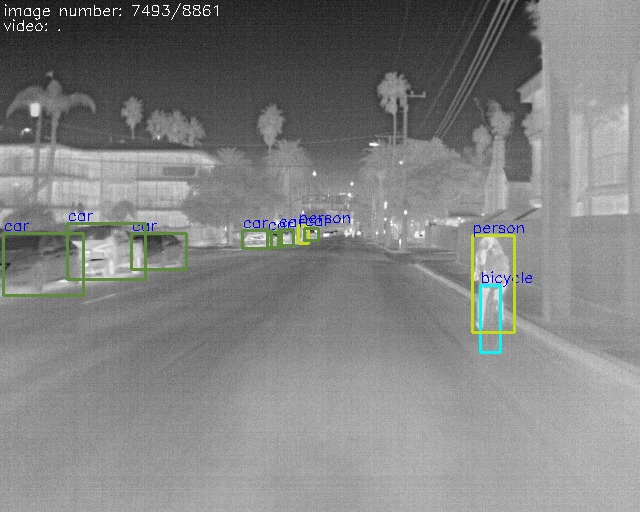 image number: 7493/8861
video: .
person
car
car
car
car
person
bicycle